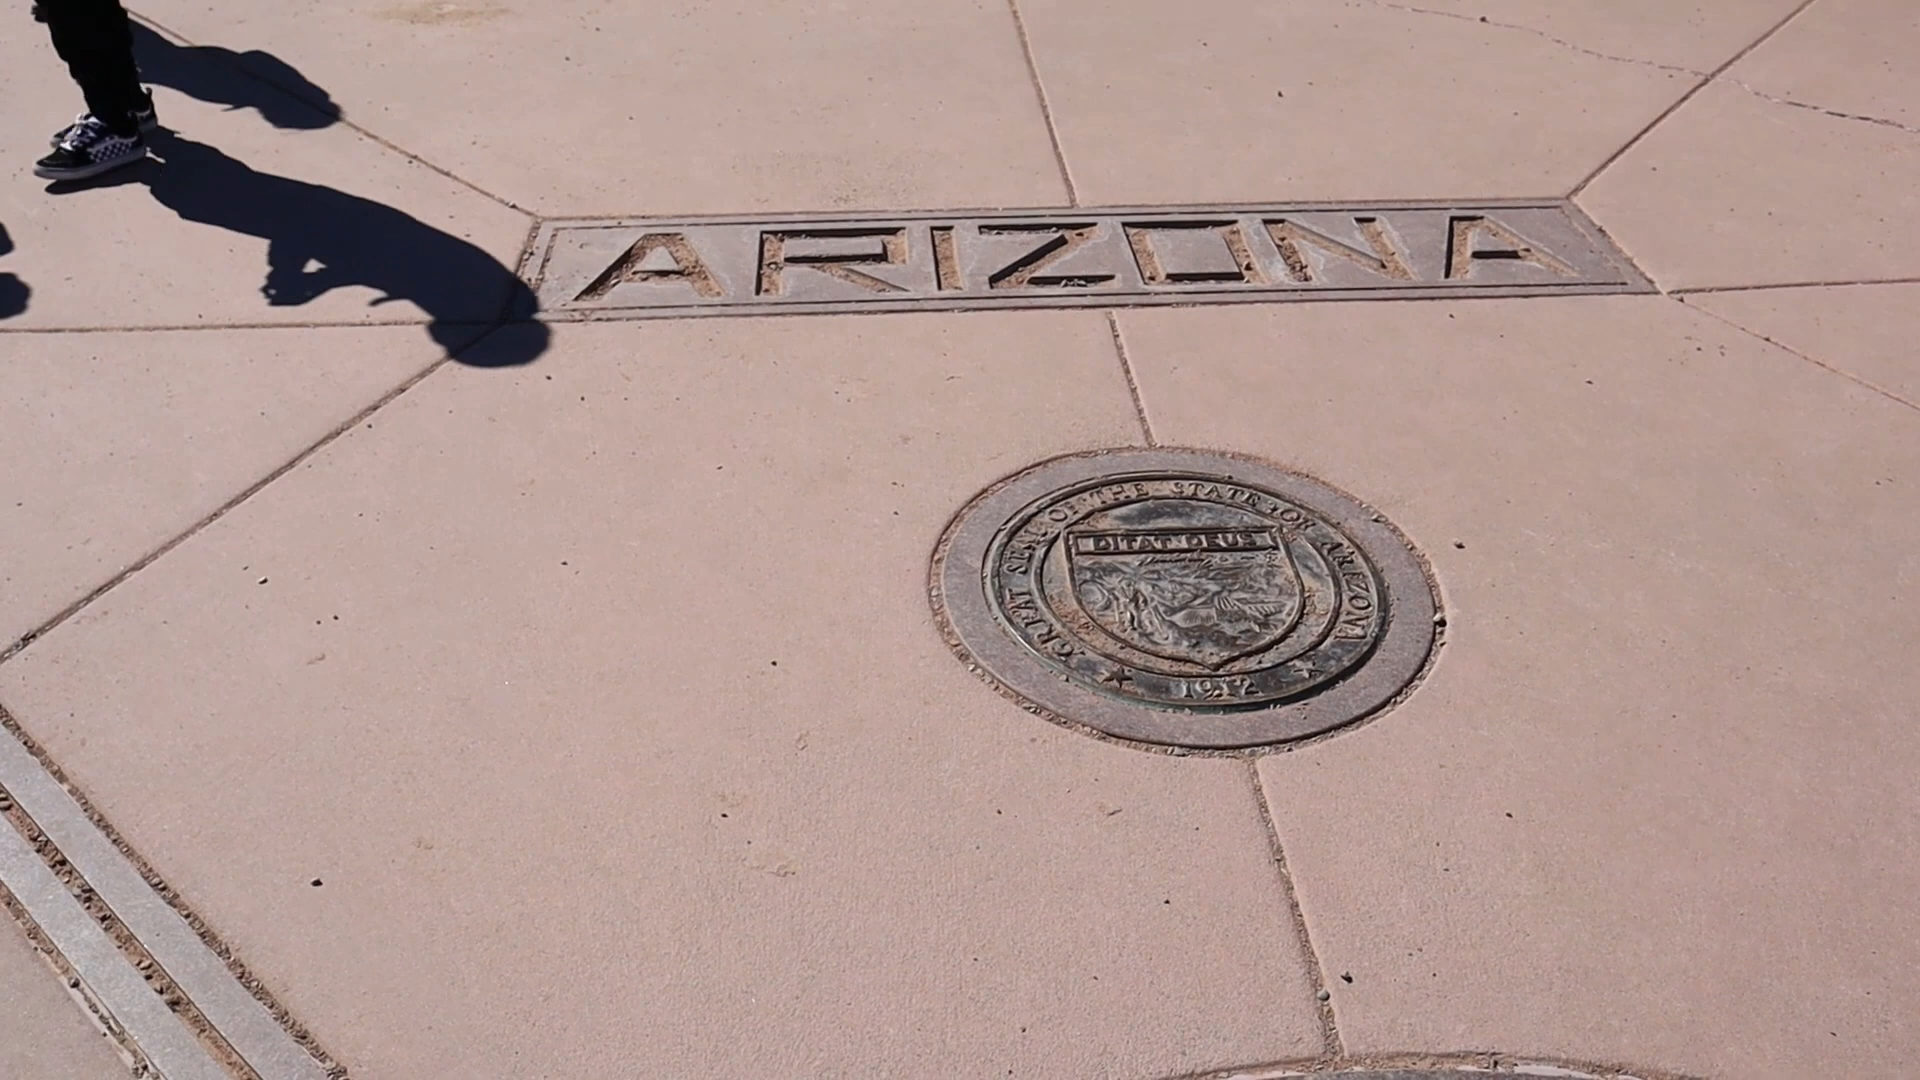 ARIZONA
GREAT SEAL OF THE STATE OF ARIZONA
DITAT DEUS
1912